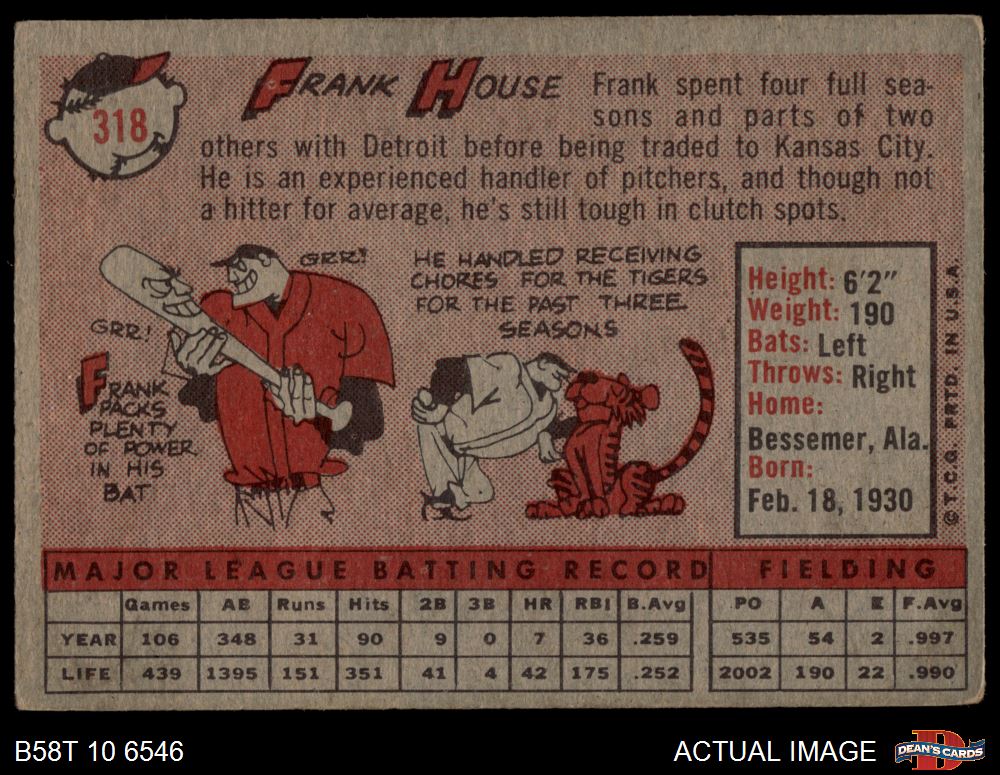 318
FRANK HOUSE
Frank spent four full sea-
sons and parts of two
others with Detroit before being traded to Kansas City.
He is an experienced handler of pitchers, and though not
a hitter for average, he's still tough in clutch spots.
GRR!
GRR!
FRANK
PACKS
PLENTY
OF POWER
IN HIS
BAT
HE HANDLED RECEIVING
CHORES FOR THE TIGERS
FOR THE PAST THREE
SEASONS
Height: 6'2"
Weight: 190
Bats: Left
Throws: Right
Home:
Bessemer, Ala.
Born:
Feb. 18, 1930
© T.C.G. PRTD. IN U.S.A.
MAJOR LEAGUE BATTING RECORD FIELDING
Games AB Runs Hits 2B 3B HR RBI B.Avg PO A E F.Avg
YEAR 106 348 31 90 9 0 7 36 .259 535 54 2 .997
LIFE 439 1395 151 351 41 4 42 175 .252 2002 190 22 .990
B58T 10 6546
ACTUAL IMAGE
DEAN'S CARDS